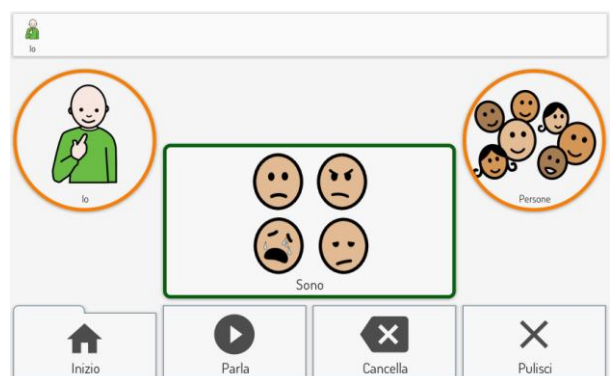 Io
Io
Persone
Sono
Inizio
Parla
Cancella
Pulisci